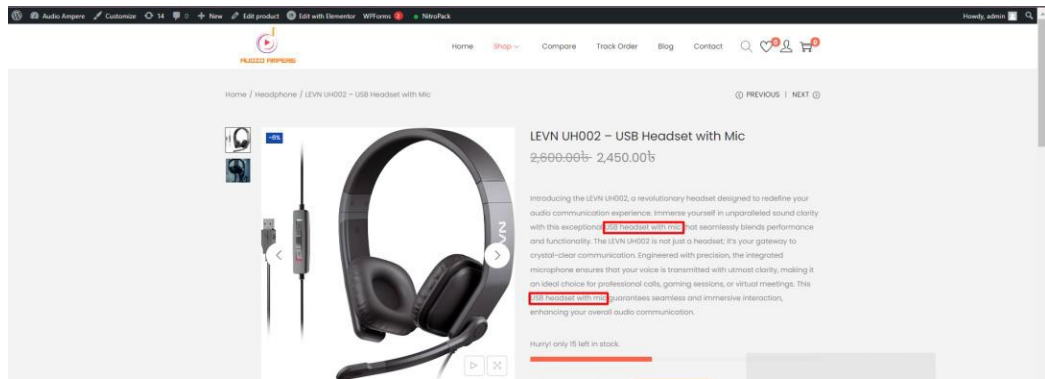 Audio Ampere Customize 14 0 + New Edit product Edit with Elementor WPForms 2 NitroPack Howdy, admin
AUDIO AMPERE
Home Shop Compare Track Order Blog Contact 0 0
Home / Headphone / LEVN UH002 – USB Headset with Mic
PREVIOUS | NEXT
-6%
LEVN
LEVN UH002 – USB Headset with Mic
2,600.00৳ 2,450.00৳
Introducing the LEVN UH002, a revolutionary headset designed to redefine your
audio communication experience. Immerse yourself in unparalleled sound clarity
with this exceptional USB headset with mic that seamlessly blends performance
and functionality. The LEVN UH002 is not just a headset; it's your gateway to
crystal-clear communication. Engineered with precision, the integrated
microphone ensures that your voice is transmitted with utmost clarity, making it
an ideal choice for professional calls, gaming sessions, or virtual meetings. This
USB headset with mic guarantees seamless and immersive interaction,
enhancing your overall audio communication.
Hurry! only 15 left in stock.